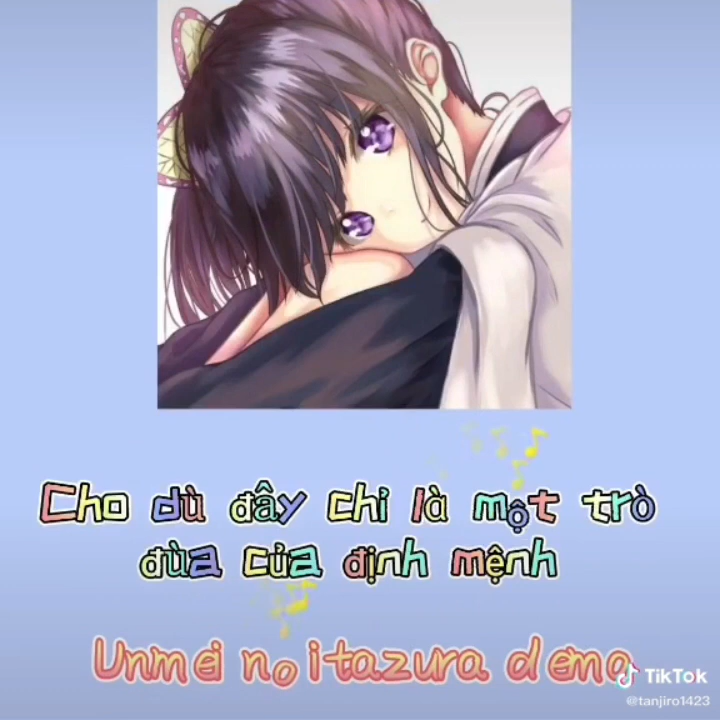 Cho dù đây chỉ là một trò
đùa của định mệnh
Unmei no itazura demo
TikTok
@tanjiro1423